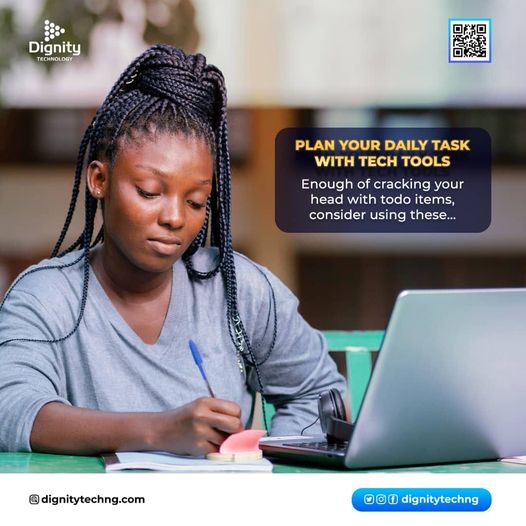 Dignity
TECHNOLOGY
PLAN YOUR DAILY TASK
WITH TECH TOOLS
Enough of cracking your
head with todo items,
consider using these...
dignitytechng.com
dignitytechng